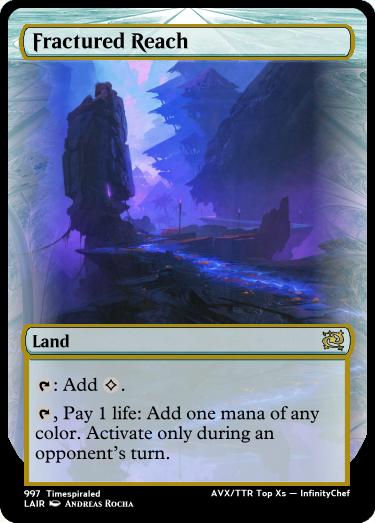 Fractured Reach
Land
: Add .
, Pay 1 life: Add one mana of any
color. Activate only during an
opponent's turn.
997 Timespiraled AVX/TTR Top Xs — InfinityChef
LAIR Andreas Rocha